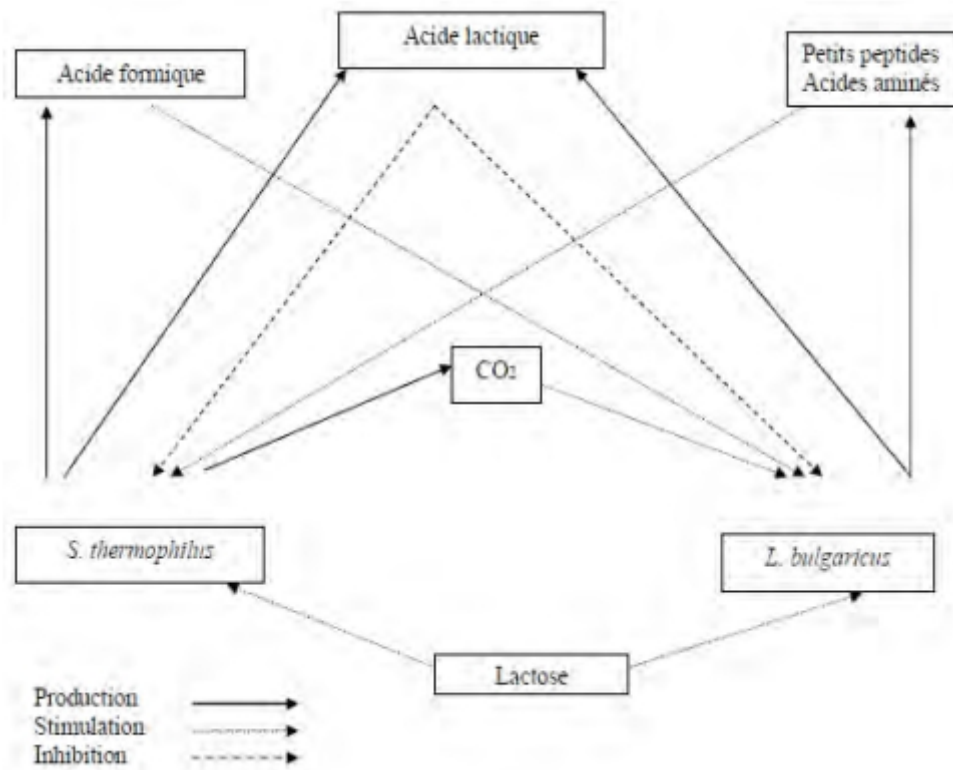 Acide lactique
Acide formique
Petits peptides
Acides aminés
CO₂
S. thermophilus
L. bulgaricus
Lactose
Production
Stimulation
Inhibition